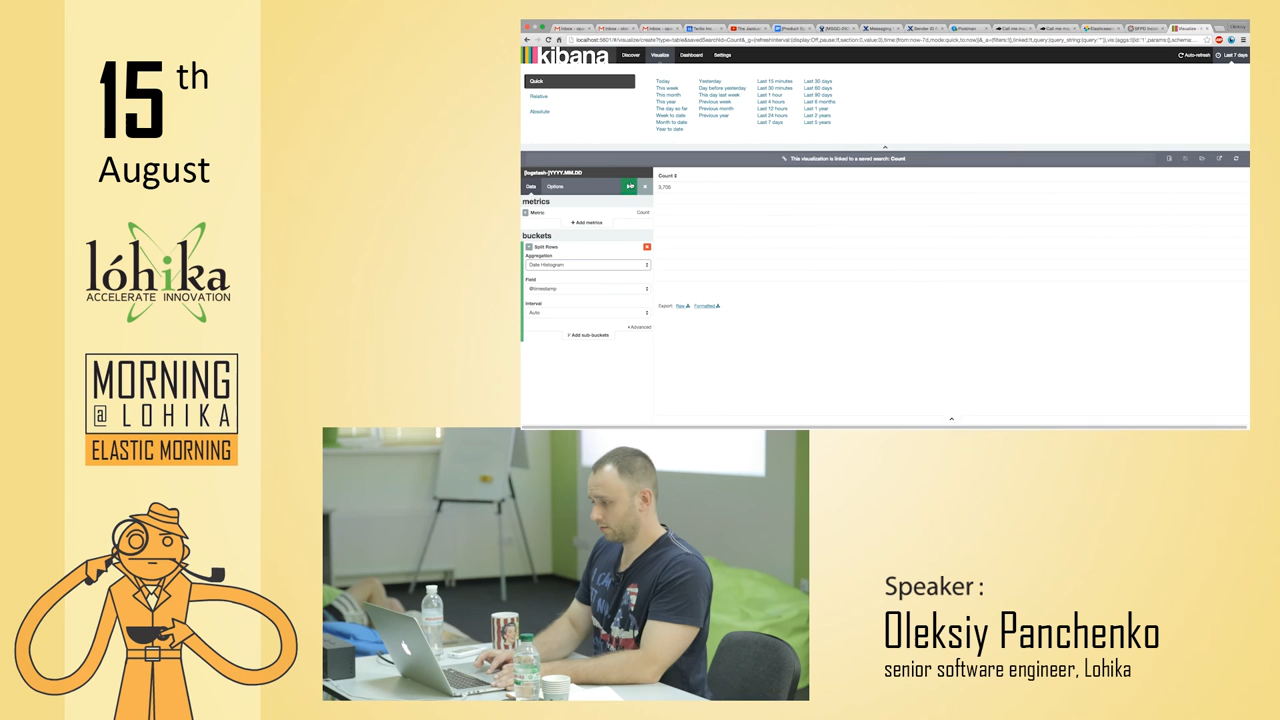 15th
August
lóhika
ACCELERATE INNOVATION
MORNING
@ LOHIKA
ELASTIC MORNING
kibana
Discover
Visualize
Dashboard
Settings
Auto-refresh
Last 7 days
Quick
Relative
Absolute
Today
This week
This month
This year
The day so far
Week to date
Month to date
Year to date
Yesterday
Day before yesterday
This day last week
Previous week
Previous month
Previous year
Last 15 minutes
Last 30 minutes
Last 1 hour
Last 4 hours
Last 12 hours
Last 24 hours
Last 7 days
Last 30 days
Last 60 days
Last 90 days
Last 6 months
Last 1 year
Last 2 years
Last 5 years
This visualization is linked to a saved search: Count
[logstash-]YYYY.MM.DD
Data
Options
metrics
Metric
Count
Add metrics
buckets
Split Rows
Aggregation
Date Histogram
Field
@timestamp
Interval
Auto
Advanced
Add sub-buckets
Count
Export: Raw Formatted
Speaker :
Oleksiy Panchenko
senior software engineer, Lohika